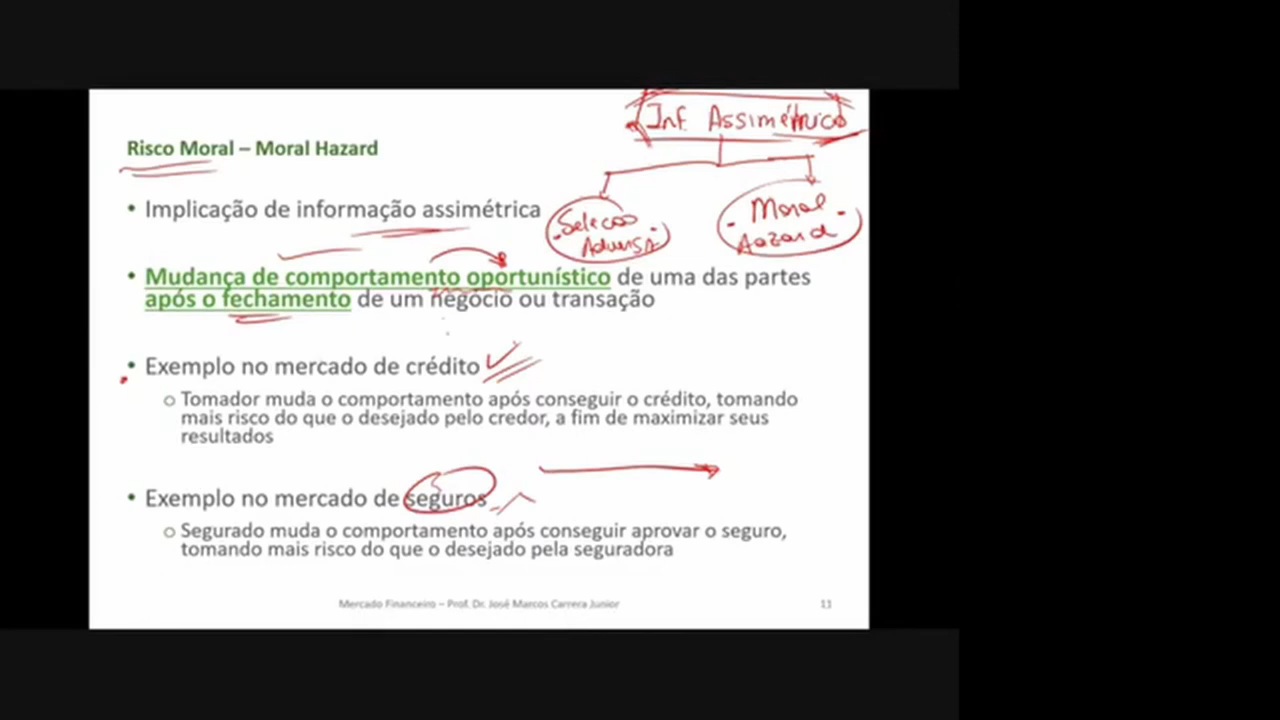 Inf. Assimétrica
Risco Moral – Moral Hazard
• Implicação de informação assimétrica
Selecao
Adversa
Moral
Hazard
• Mudança de comportamento oportunístico de uma das partes
após o fechamento de um negócio ou transação
• Exemplo no mercado de crédito
o Tomador muda o comportamento após conseguir o crédito, tomando
mais risco do que o desejado pelo credor, a fim de maximizar seus
resultados
• Exemplo no mercado de seguros
o Segurado muda o comportamento após conseguir aprovar o seguro,
tomando mais risco do que o desejado pela seguradora
Mercado Financeiro – Prof. Dr. José Marcos Carrera Junior
11